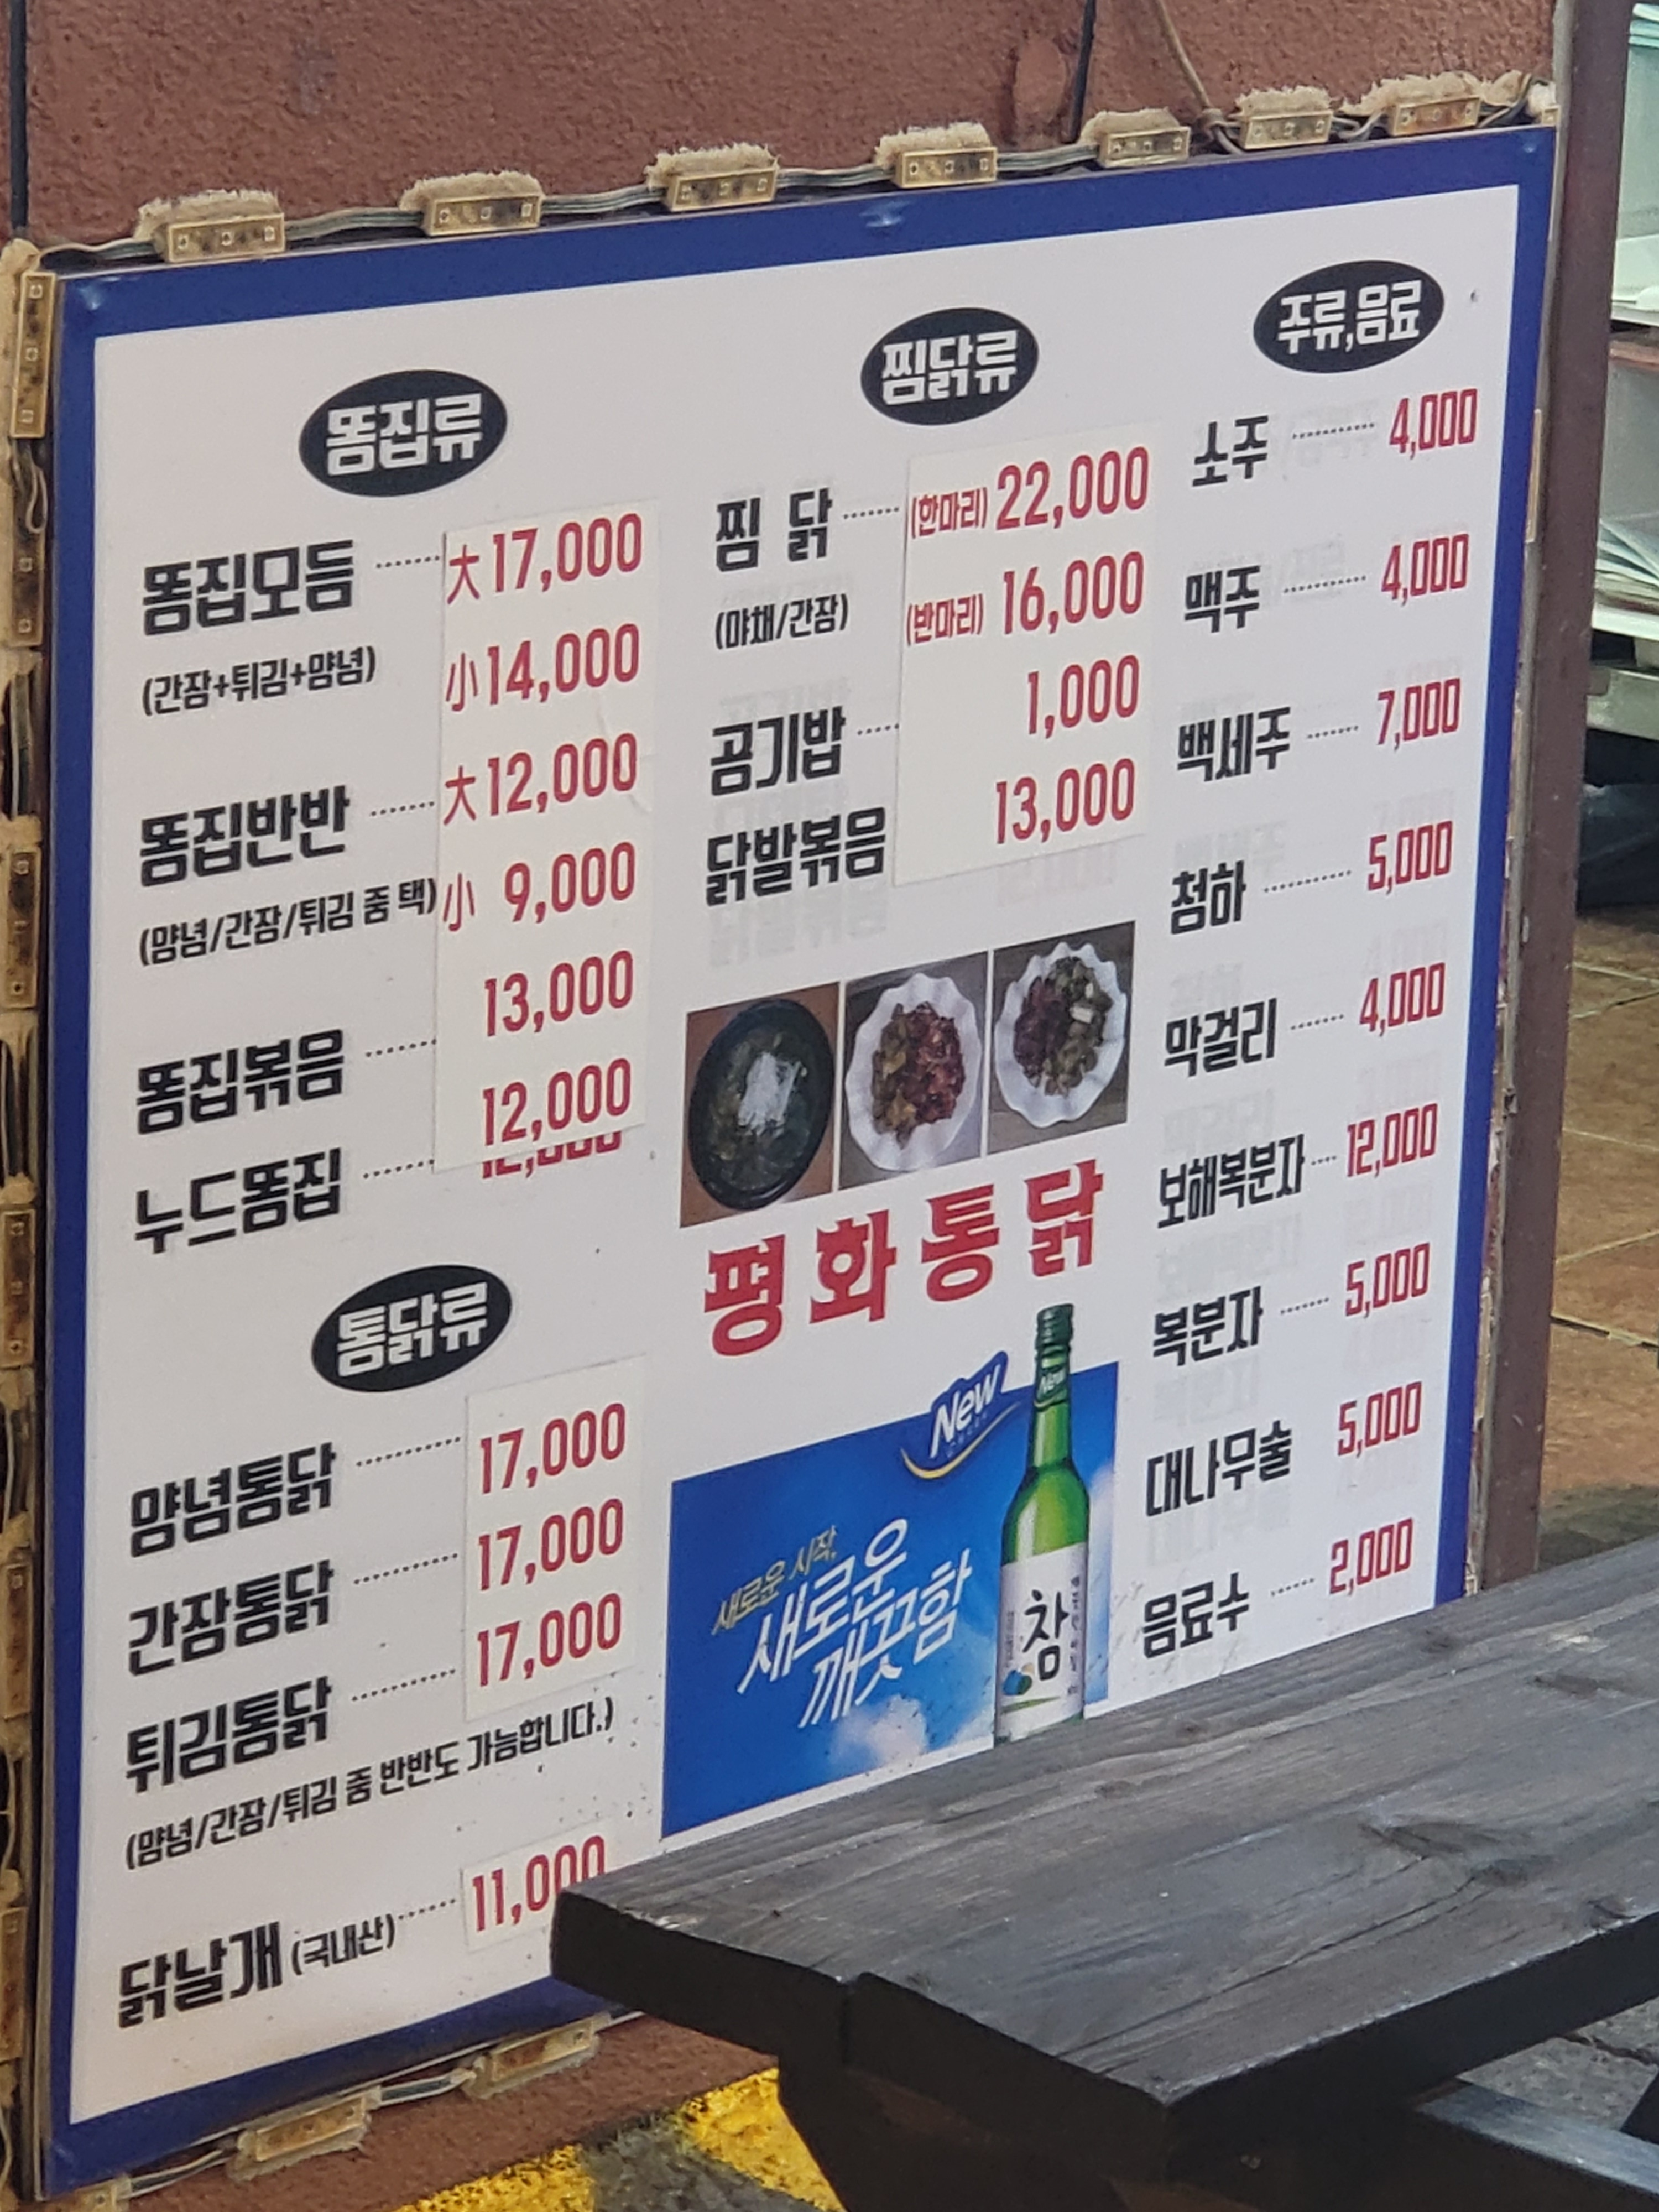 똥집류
똥집모듬 大 17,000
(간장+튀김+양념) 小 14,000
똥집반반 大 12,000
(양념/간장/튀김 중 택) 小 9,000
똥집볶음 13,000
누드똥집 12,000
12,000
통닭류
양념통닭 17,000
간장통닭 17,000
튀김통닭 17,000
(양념/간장/튀김 중 반반도 가능합니다.)
닭날개 (국내산) 11,000
찜닭류
찜 닭 (한마리) 22,000
(야채/간장) (반마리) 16,000
공기밥 1,000
닭발볶음 13,000
평화통닭
New
New
새로운 시작,
새로운
깨끗함
참
주류,음료
소주 4,000
맥주 4,000
백세주 7,000
청하 5,000
막걸리 4,000
보해복분자 12,000
복분자 5,000
대나무술 5,000
음료수 2,000